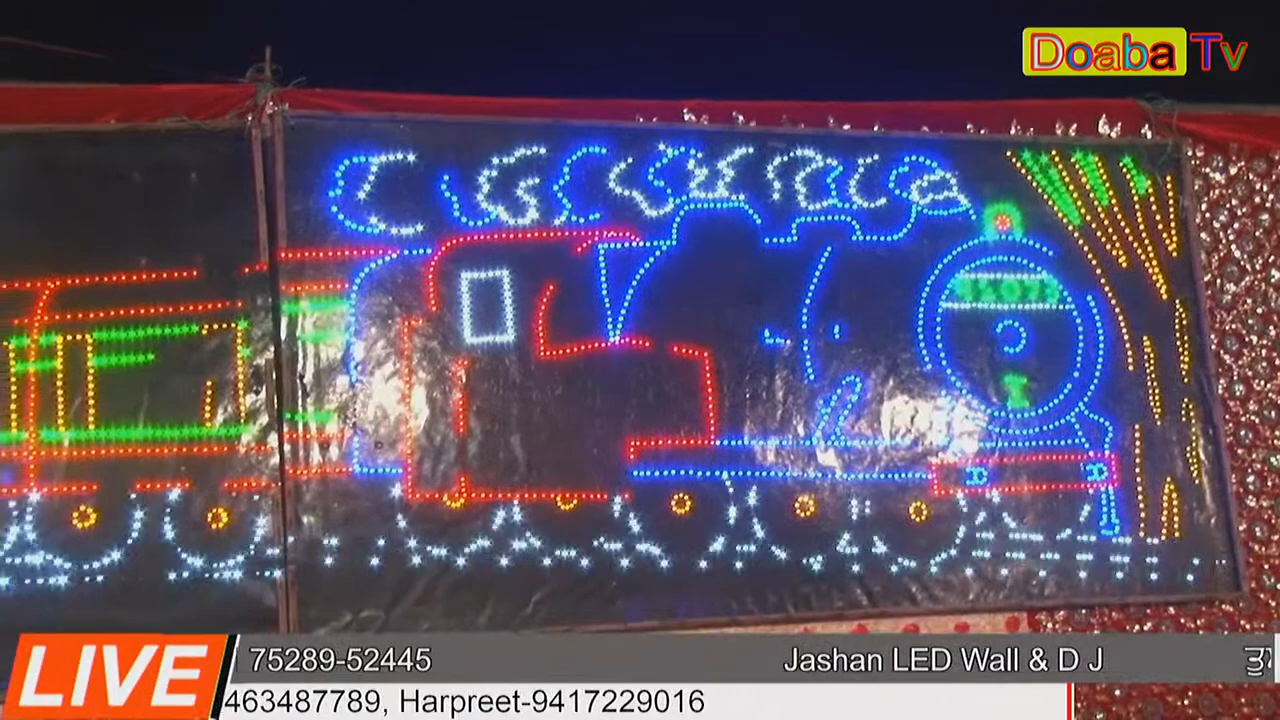 Doaba Tv
LIVE
75289-52445 Jashan LED Wall & D J
463487789, Harpreet-9417229016